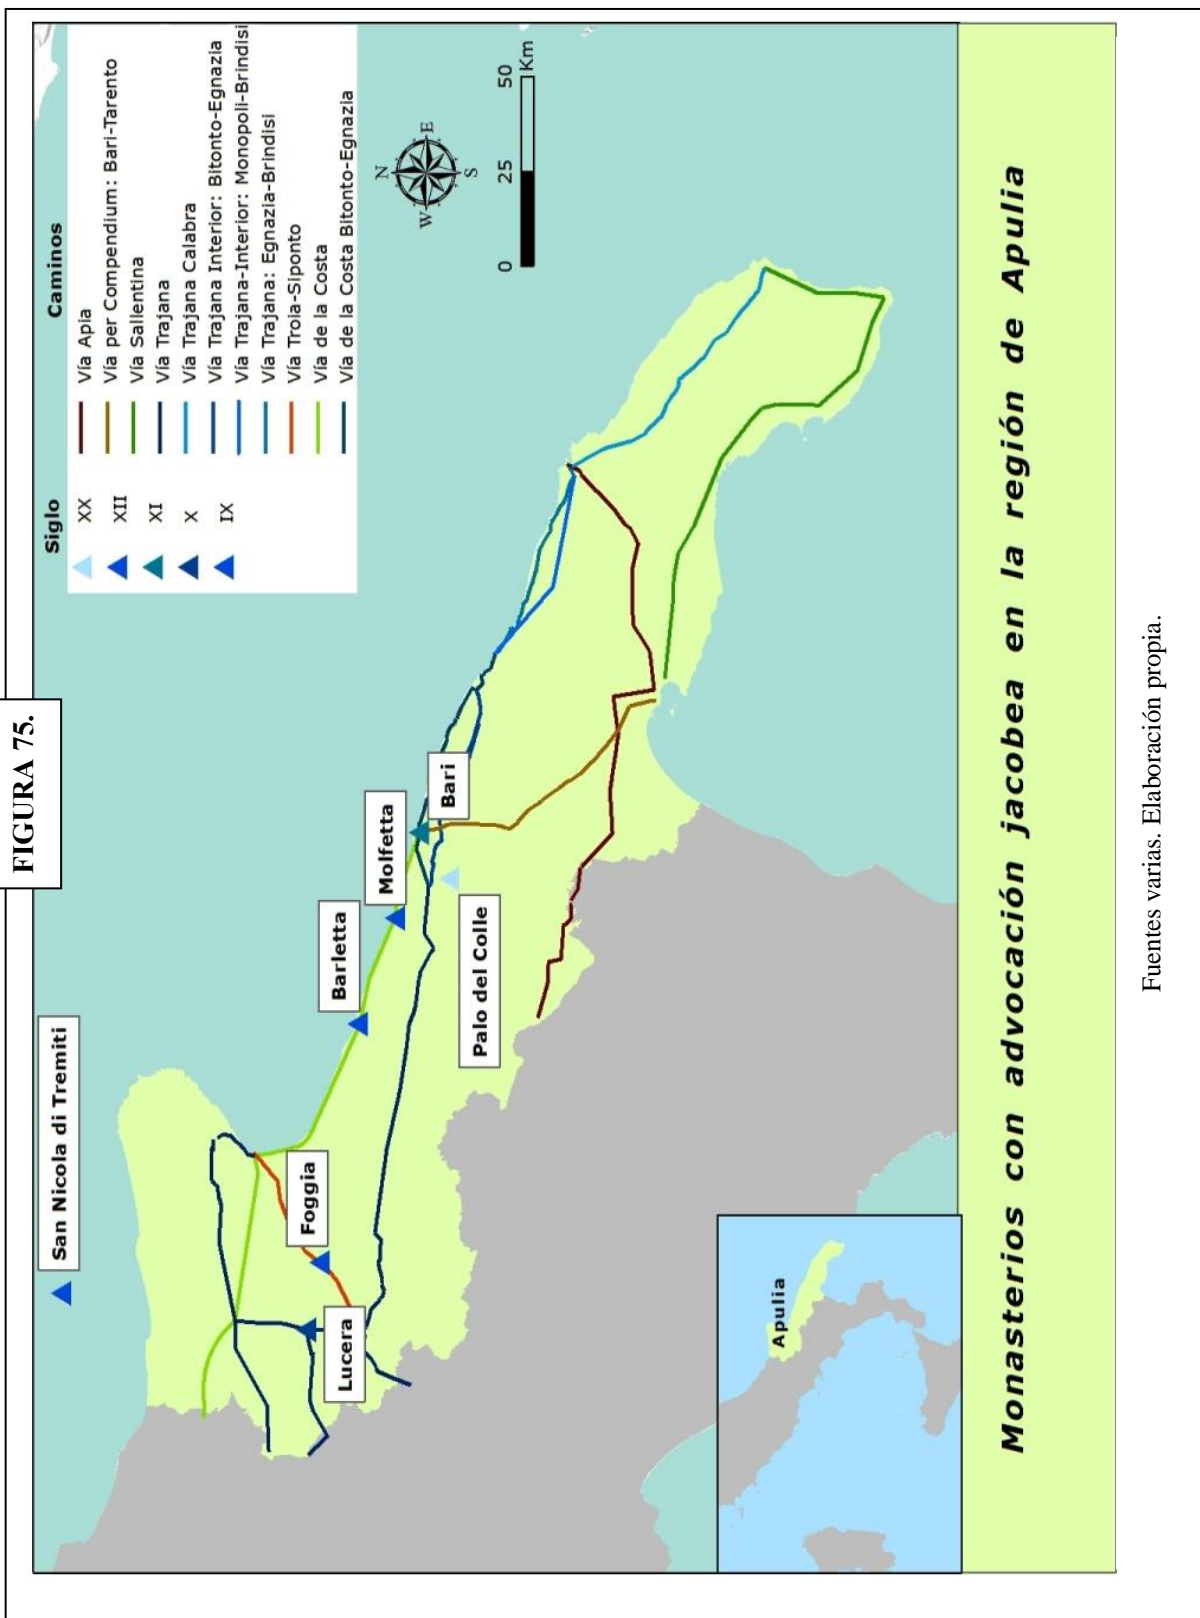 FIGURA 75.
San Nicola di Tremiti
Barletta
Molfetta
Bari
Foggia
Lucera
Palo del Colle
Siglo
XX
XII
XI
X
IX
Caminos
Vía Apia
Vía per Compendium: Bari-Tarento
Vía Sallentina
Vía Trajana
Vía Trajana Calabra
Vía Trajana Interior: Bitonto-Egnazia
Vía Trajana-Interior: Monopoli-Brindisi
Vía Trajana: Egnazia-Brindisi
Vía Troia-Siponto
Vía de la Costa
Vía de la Costa Bitonto-Egnazia
N
W
E
S
0 25 50 Km
Apulia
Monasterios con advocación jacobea en la región de Apulia
Fuentes varias. Elaboración propia.